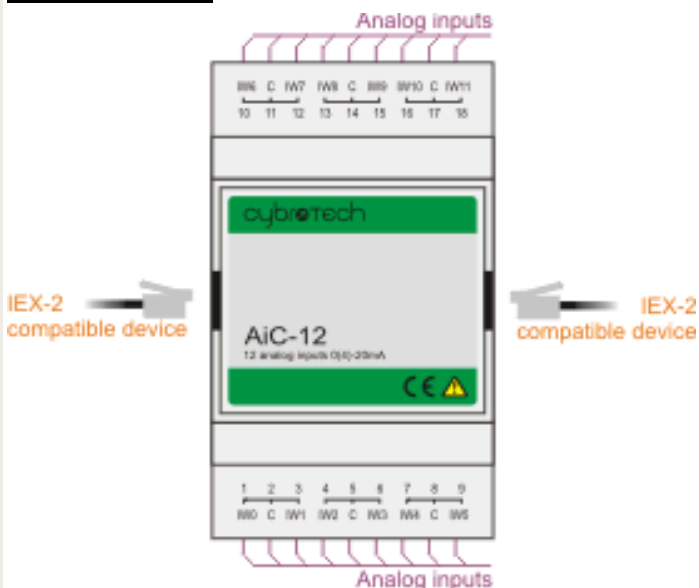 Analog inputs
IW6 C IW7 IW8 C IW9 IW10 C IW11
10 11 12 13 14 15 16 17 18
cybrotech
IEX-2
compatible device
IEX-2
compatible device
AiC-12
12 analog inputs 0(4)-20mA
CE
1 2 3 4 5 6 7 8 9
IW0 C IW1 IW2 C IW3 IW4 C IW5
Analog inputs